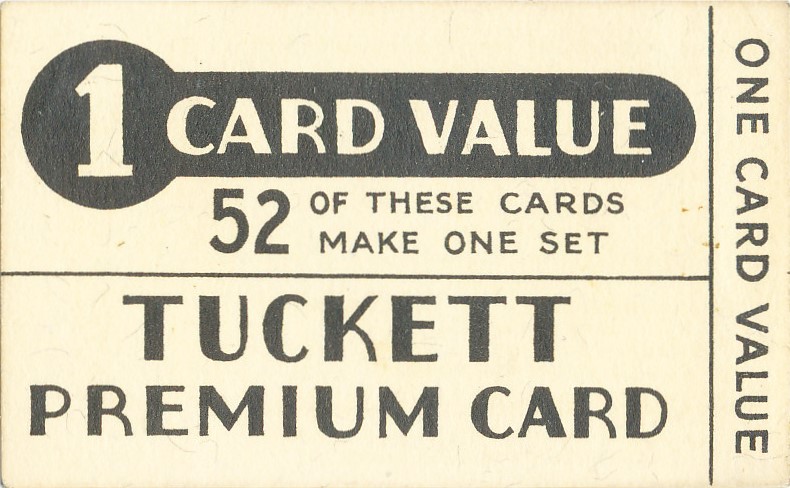 1 CARD VALUE
52 OF THESE CARDS
MAKE ONE SET
TUCKETT
PREMIUM CARD
ONE CARD VALUE